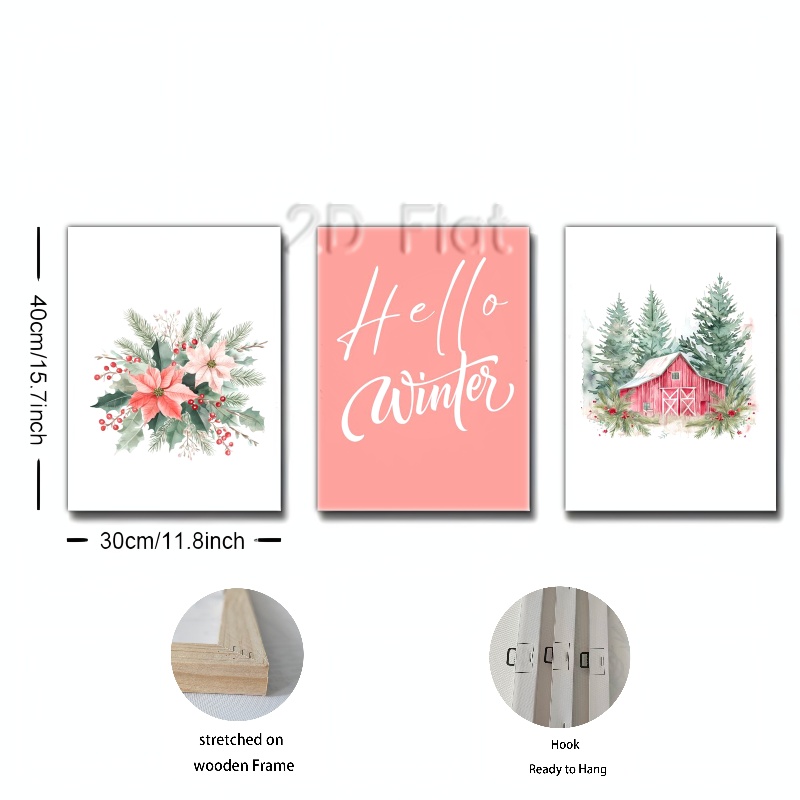 2D Flat
Hello
Winter
40cm/15.7inch
30cm/11.8inch
stretched on
wooden Frame
Hook
Ready to Hang